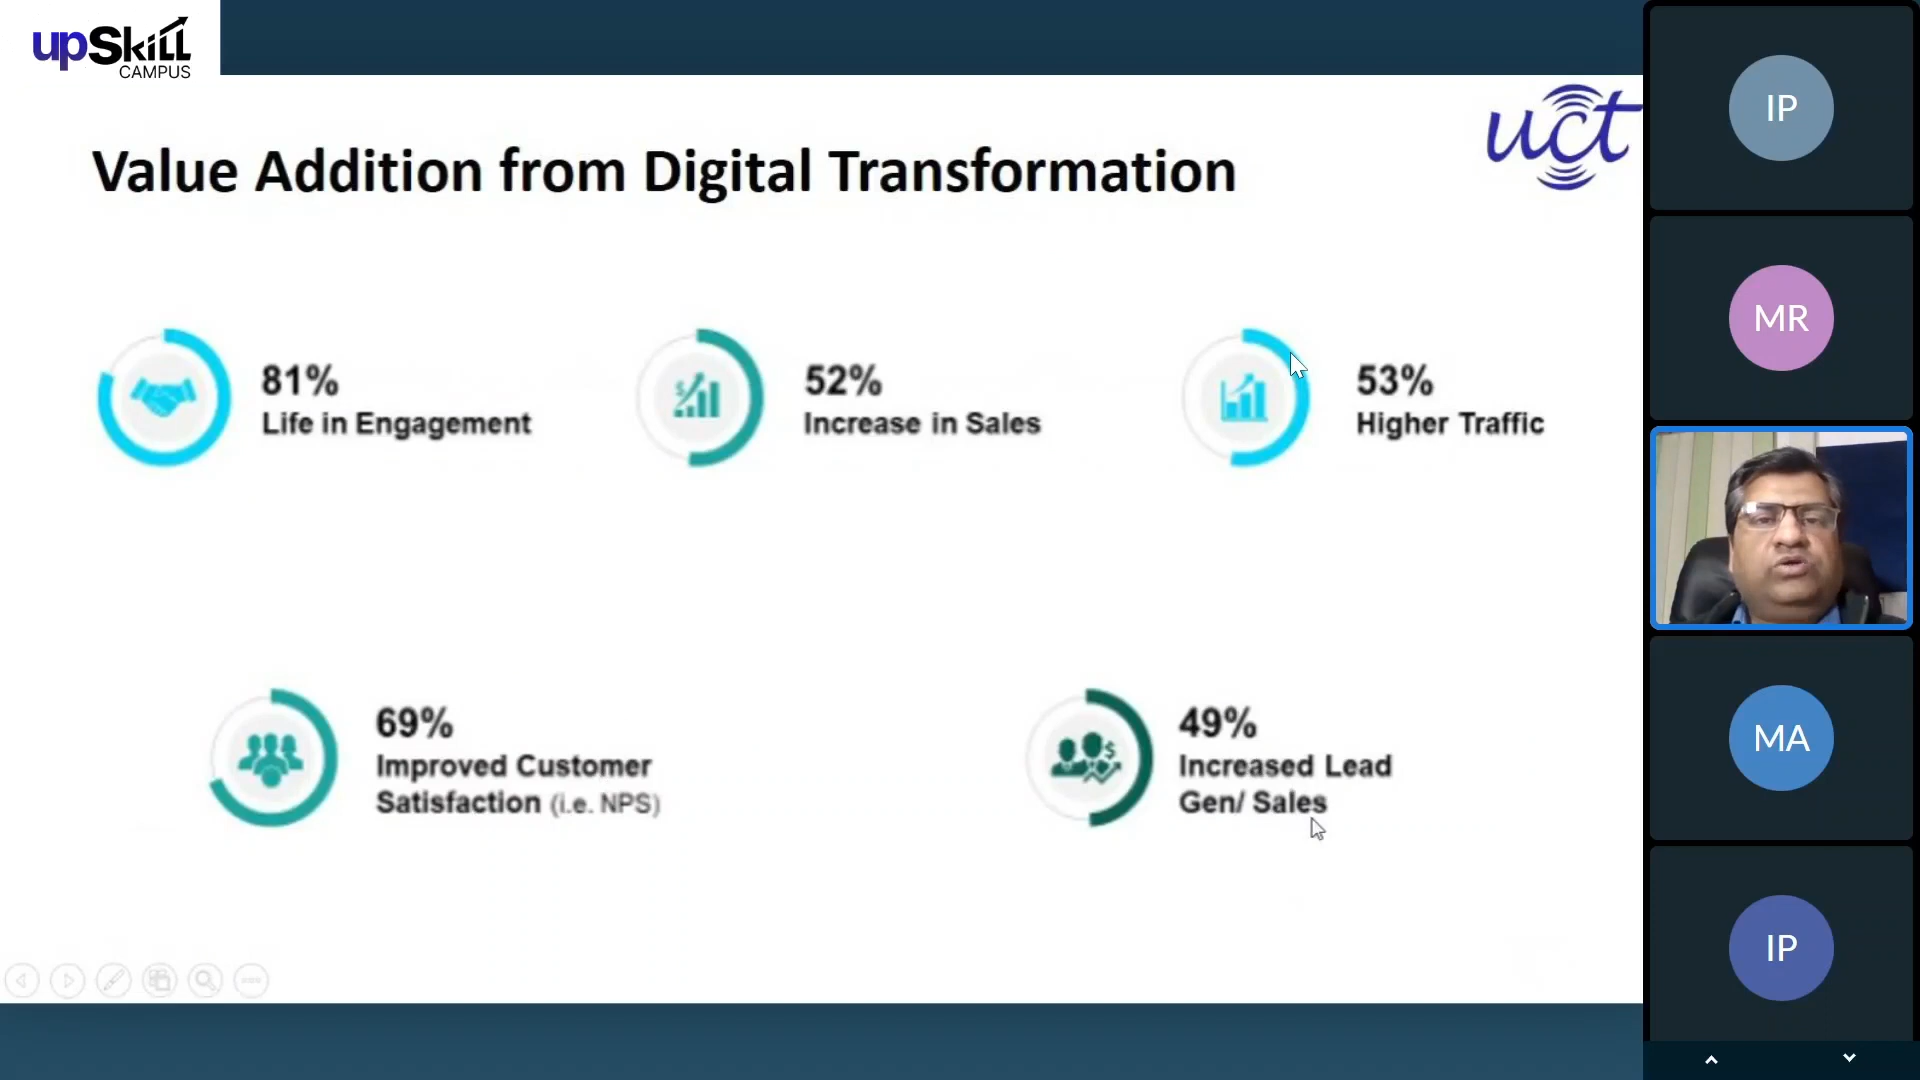 upSkill
CAMPUS
uct
Value Addition from Digital Transformation
81%
Life in Engagement
52%
Increase in Sales
53%
Higher Traffic
69%
Improved Customer
Satisfaction (i.e. NPS)
49%
Increased Lead
Gen/ Sales
IP
MR
MA
IP